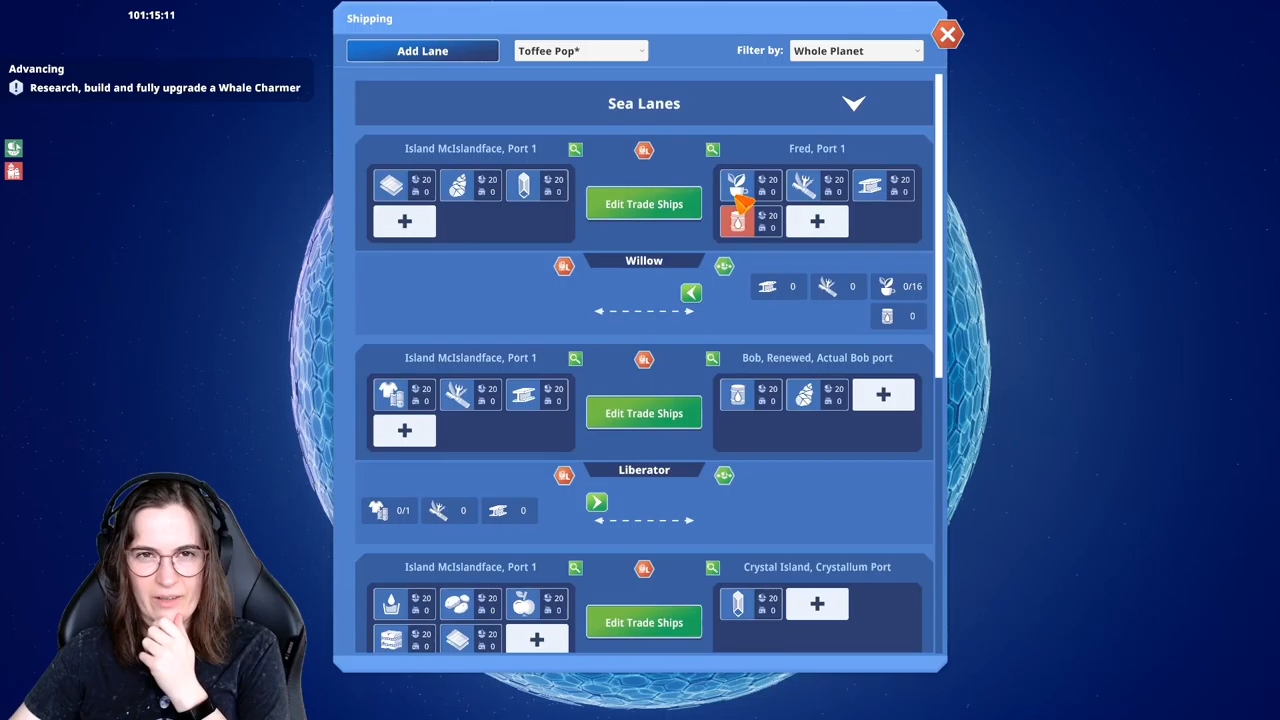 101:15:11
Shipping
Add Lane
Toffee Pop*
Filter by:
Whole Planet
Advancing
Research, build and fully upgrade a Whale Charmer
Sea Lanes
Island McIslandface, Port 1
Fred, Port 1
20
0
20
0
20
0
Edit Trade Ships
20
0
20
0
20
0
+
20
0
+
Willow
0
0
0/16
0
Island McIslandface, Port 1
Bob, Renewed, Actual Bob port
20
0
20
0
20
0
Edit Trade Ships
20
0
20
0
+
+
Liberator
0/1
0
0
Island McIslandface, Port 1
Crystal Island, Crystallum Port
20
0
20
0
20
0
Edit Trade Ships
20
0
+
20
0
20
0
+